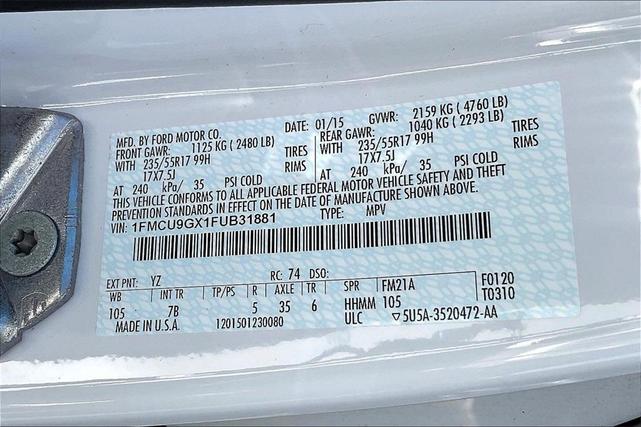 MFD. BY FORD MOTOR CO. DATE: 01/15 GVWR: 2159 KG ( 4760 LB)
FRONT GAWR: 1125 KG ( 2480 LB) REAR GAWR: 1040 KG ( 2293 LB)
WITH 235/55R17 99H TIRES WITH 235/55R17 99H TIRES
17X7.5J RIMS 17X7.5J RIMS
AT 240 kPa/ 35 PSI COLD AT 240 kPa/ 35 PSI COLD
THIS VEHICLE CONFORMS TO ALL APPLICABLE FEDERAL MOTOR VEHICLE SAFETY AND THEFT
PREVENTION STANDARDS IN EFFECT ON THE DATE OF MANUFACTURE SHOWN ABOVE.
VIN: 1FMCU9GX1FUB31881 TYPE: MPV
EXT PNT: YZ RC: 74 DSO:
WB INT TR TP/PS R AXLE TR SPR FM21A F0120
105 7B 5 35 6 HHMM 105 T0310
MADE IN U.S.A. 1201501230080 ULC ▽5U5A-3520472-AA